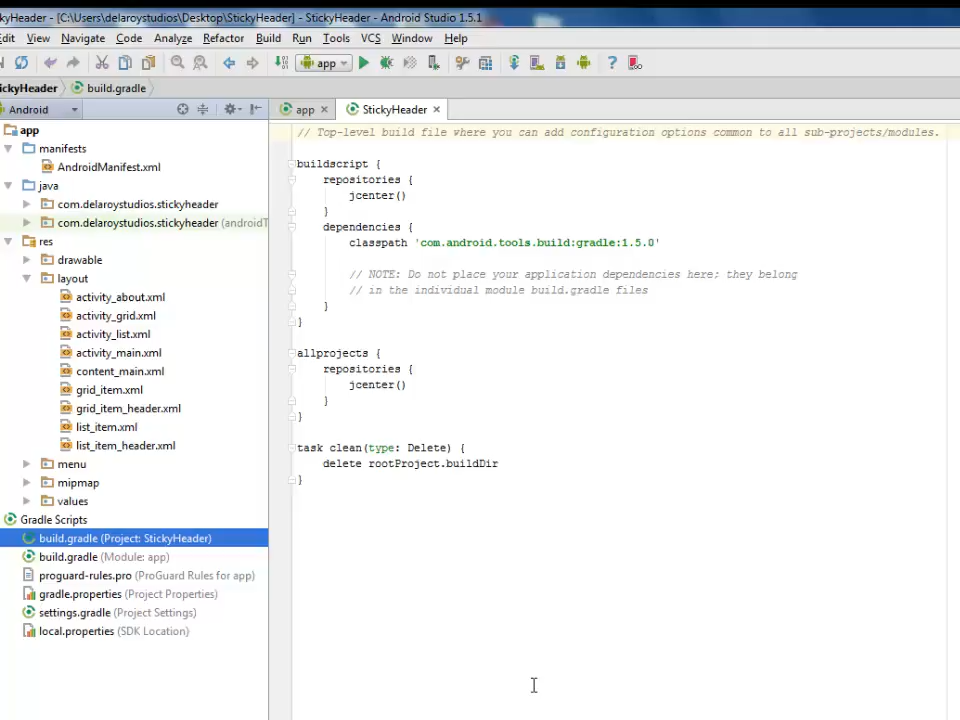 kyHeader - [C:\Users\delaroystudios\Desktop\StickyHeader] - StickyHeader - Android Studio 1.5.1
Edit View Navigate Code Analyze Refactor Build Run Tools VCS Window Help
app
tickyHeader build.gradle
Android
app StickyHeader
app
manifests
AndroidManifest.xml
java
com.delaroystudios.stickyheader
com.delaroystudios.stickyheader (androidT
res
drawable
layout
activity_about.xml
activity_grid.xml
activity_list.xml
activity_main.xml
content_main.xml
grid_item.xml
grid_item_header.xml
list_item.xml
list_item_header.xml
menu
mipmap
values
Gradle Scripts
build.gradle (Project: StickyHeader)
build.gradle (Module: app)
proguard-rules.pro (ProGuard Rules for app)
gradle.properties (Project Properties)
settings.gradle (Project Settings)
local.properties (SDK Location)
// Top-level build file where you can add configuration options common to all sub-projects/modules.
buildscript {
repositories {
jcenter()
}
dependencies {
classpath 'com.android.tools.build:gradle:1.5.0'
// NOTE: Do not place your application dependencies here; they belong
// in the individual module build.gradle files
}
}
allprojects {
repositories {
jcenter()
}
}
task clean(type: Delete) {
delete rootProject.buildDir
}